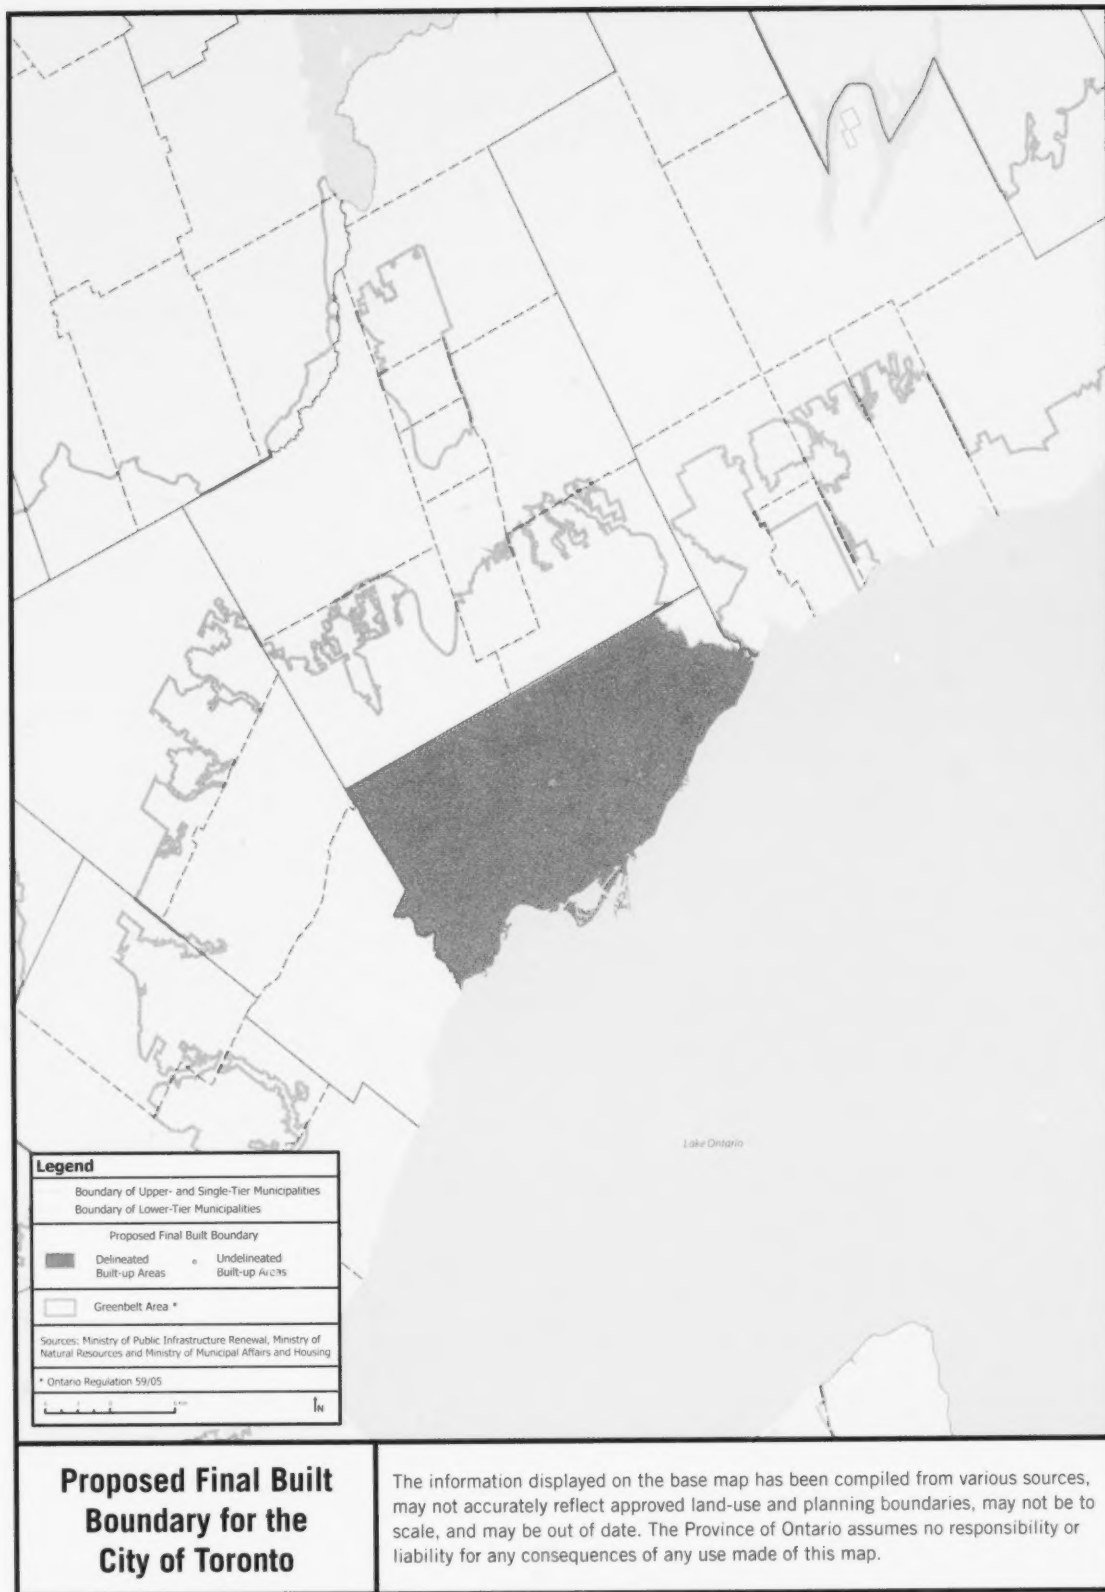 Lake Ontario
Legend
Boundary of Upper- and Single-Tier Municipalities
Boundary of Lower-Tier Municipalities
Proposed Final Built Boundary
Delineated
Built-up Areas
Undelineated
Built-up Areas
Greenbelt Area *
Sources: Ministry of Public Infrastructure Renewal, Ministry of
Natural Resources and Ministry of Municipal Affairs and Housing
* Ontario Regulation 59/05
N
Proposed Final Built
Boundary for the
City of Toronto
The information displayed on the base map has been compiled from various sources,
may not accurately reflect approved land-use and planning boundaries, may not be to
scale, and may be out of date. The Province of Ontario assumes no responsibility or
liability for any consequences of any use made of this map.